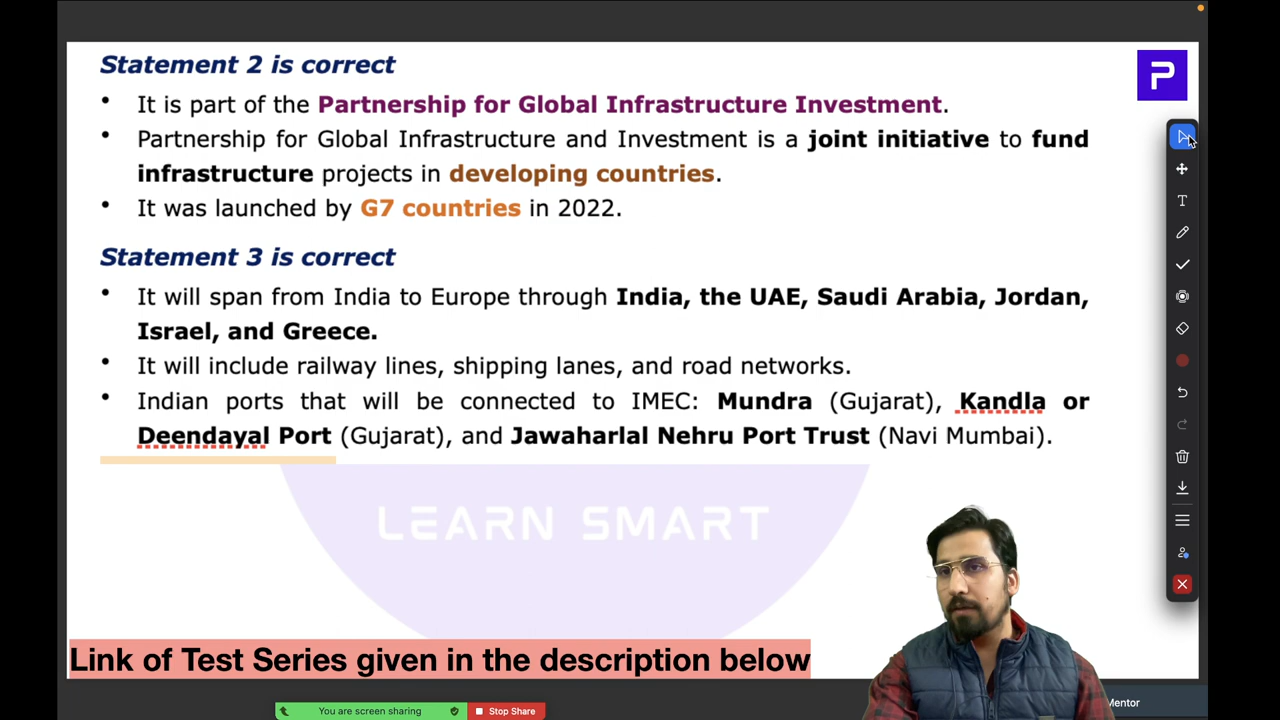 Statement 2 is correct
• It is part of the Partnership for Global Infrastructure Investment.
• Partnership for Global Infrastructure and Investment is a joint initiative to fund
infrastructure projects in developing countries.
• It was launched by G7 countries in 2022.
Statement 3 is correct
• It will span from India to Europe through India, the UAE, Saudi Arabia, Jordan,
Israel, and Greece.
• It will include railway lines, shipping lanes, and road networks.
• Indian ports that will be connected to IMEC: Mundra (Gujarat), Kandla or
Deendayal Port (Gujarat), and Jawaharlal Nehru Port Trust (Navi Mumbai).
LEARN SMART
Link of Test Series given in the description below
Mentor
You are screen sharing
Stop Share
P
T